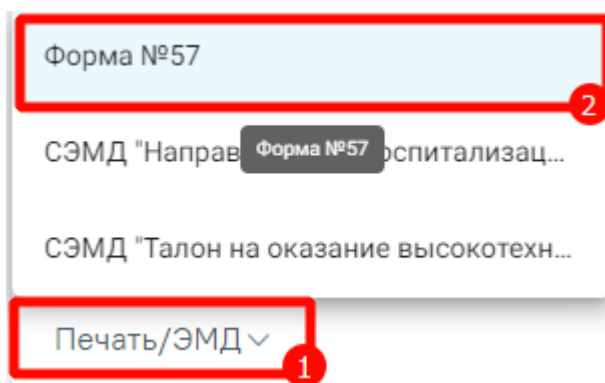 Форма №57
2
СЭМД "Направ
Форма №57
оспитализац...
СЭМД "Талон на оказание высокотехн...
Печать/ЭМД
1